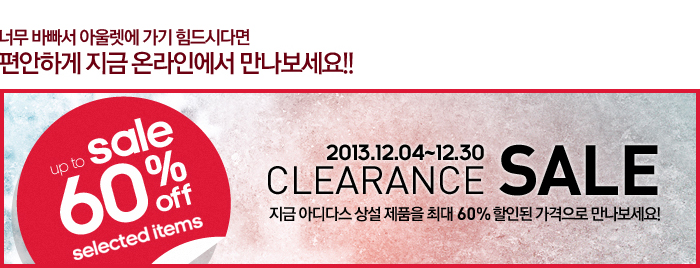 너무 바빠서 아울렛에 가기 힘드시다면
편안하게 지금 온라인에서 만나보세요!!
up to sale
60% off
selected items
2013.12.04~12.30
CLEARANCE SALE
지금 아디다스 상설 제품을 최대 60% 할인된 가격으로 만나보세요!